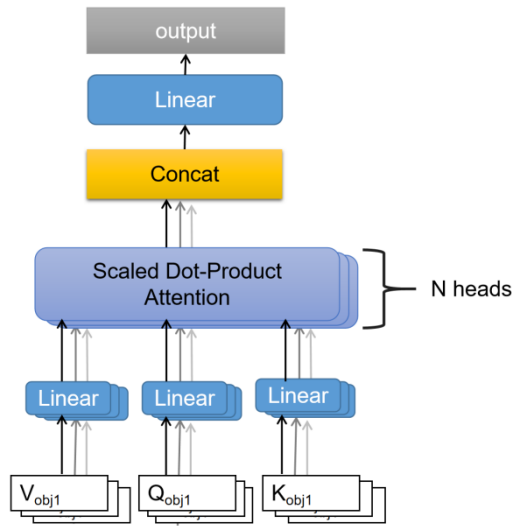 output
Linear
Concat
Scaled Dot-Product
Attention
N heads
Linear
Linear
Linear
Vobj1
Qobj1
Kobj1